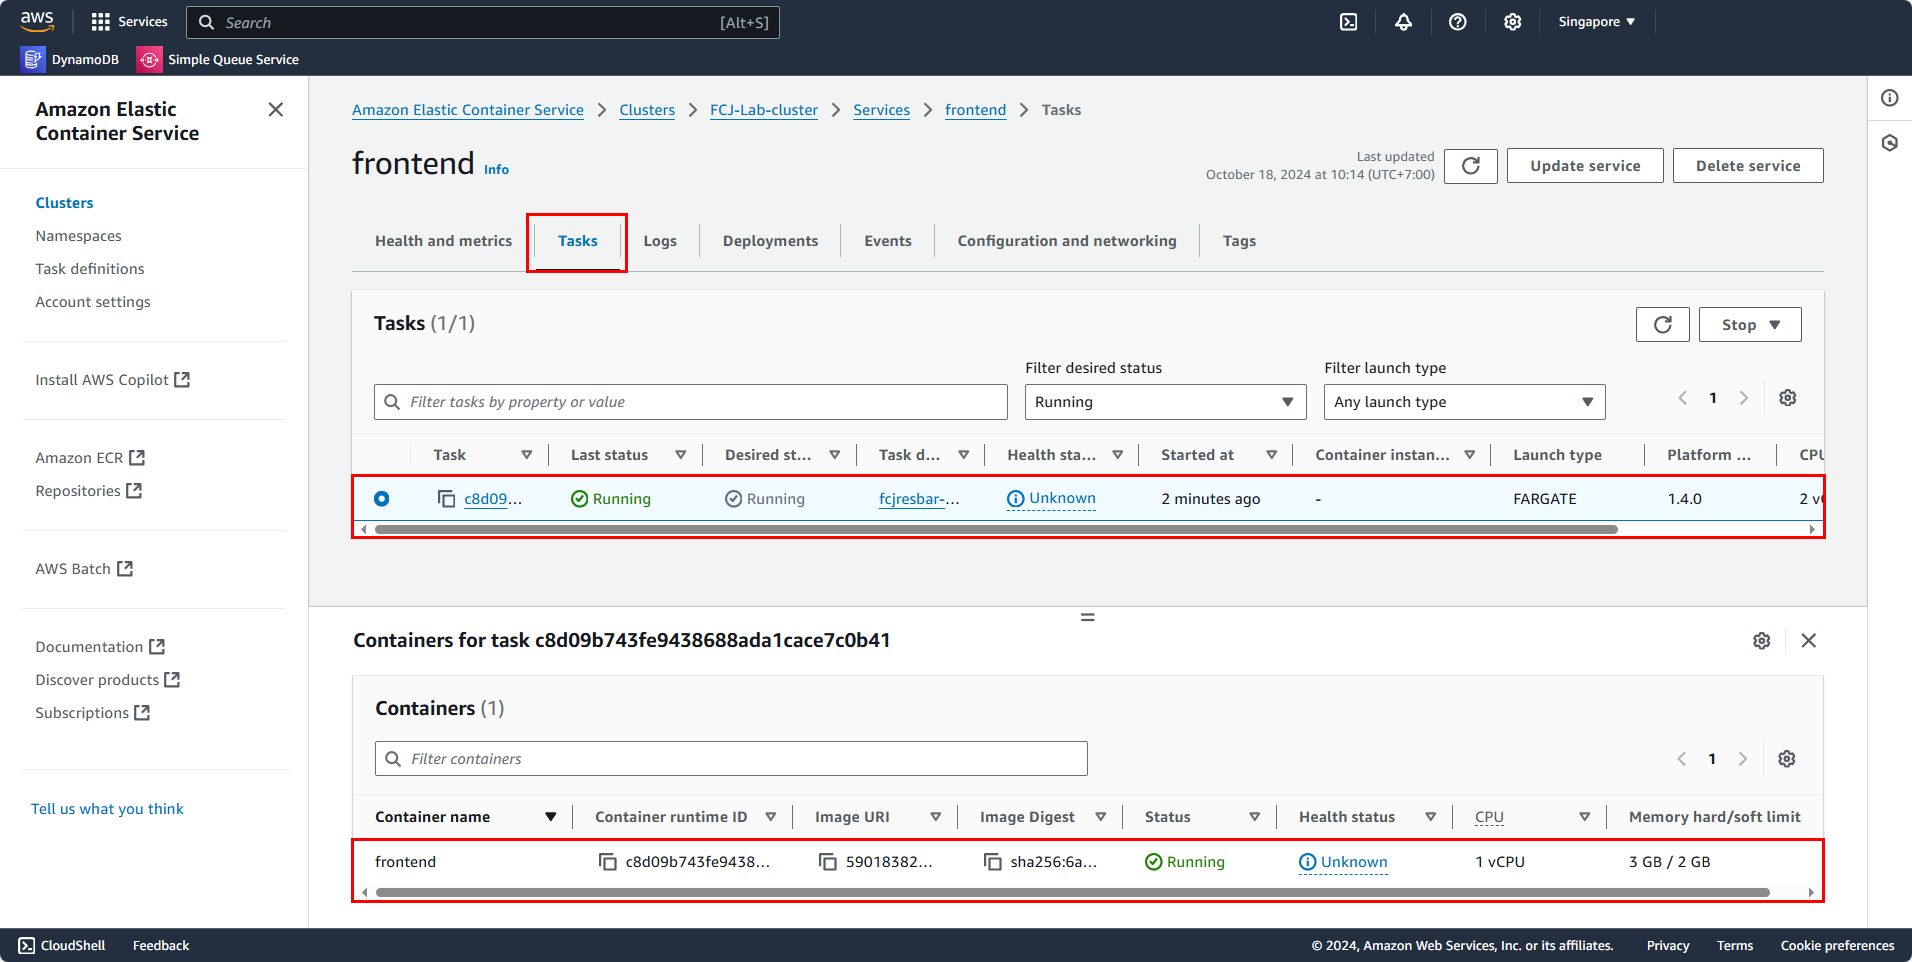 aws
Services
Search
[Alt+S]
Singapore ▼
DynamoDB
Simple Queue Service
Amazon Elastic
Container Service
Clusters
Namespaces
Task definitions
Account settings
Install AWS Copilot
Amazon ECR
Repositories
AWS Batch
Documentation
Discover products
Subscriptions
Tell us what you think
Amazon Elastic Container Service > Clusters > FCJ-Lab-cluster > Services > frontend > Tasks
frontend Info
Last updated
October 18, 2024 at 10:14 (UTC+7:00)
Update service
Delete service
Health and metrics
Tasks
Logs
Deployments
Events
Configuration and networking
Tags
Tasks (1/1)
Stop
Filter desired status
Filter launch type
Filter tasks by property or value
Running
Any launch type
1
Task
Last status
Desired st...
Task d...
Health sta...
Started at
Container instan...
Launch type
Platform ...
CPU
c8d09...
Running
Running
fcjresbar-...
Unknown
2 minutes ago
-
FARGATE
1.4.0
2 vC
Containers for task c8d09b743fe9438688ada1cace7c0b41
Containers (1)
Filter containers
1
Container name
Container runtime ID
Image URI
Image Digest
Status
Health status
CPU
Memory hard/soft limit
frontend
c8d09b743fe9438...
59018382...
sha256:6a...
Running
Unknown
1 vCPU
3 GB / 2 GB
CloudShell
Feedback
© 2024, Amazon Web Services, Inc. or its affiliates.
Privacy
Terms
Cookie preferences